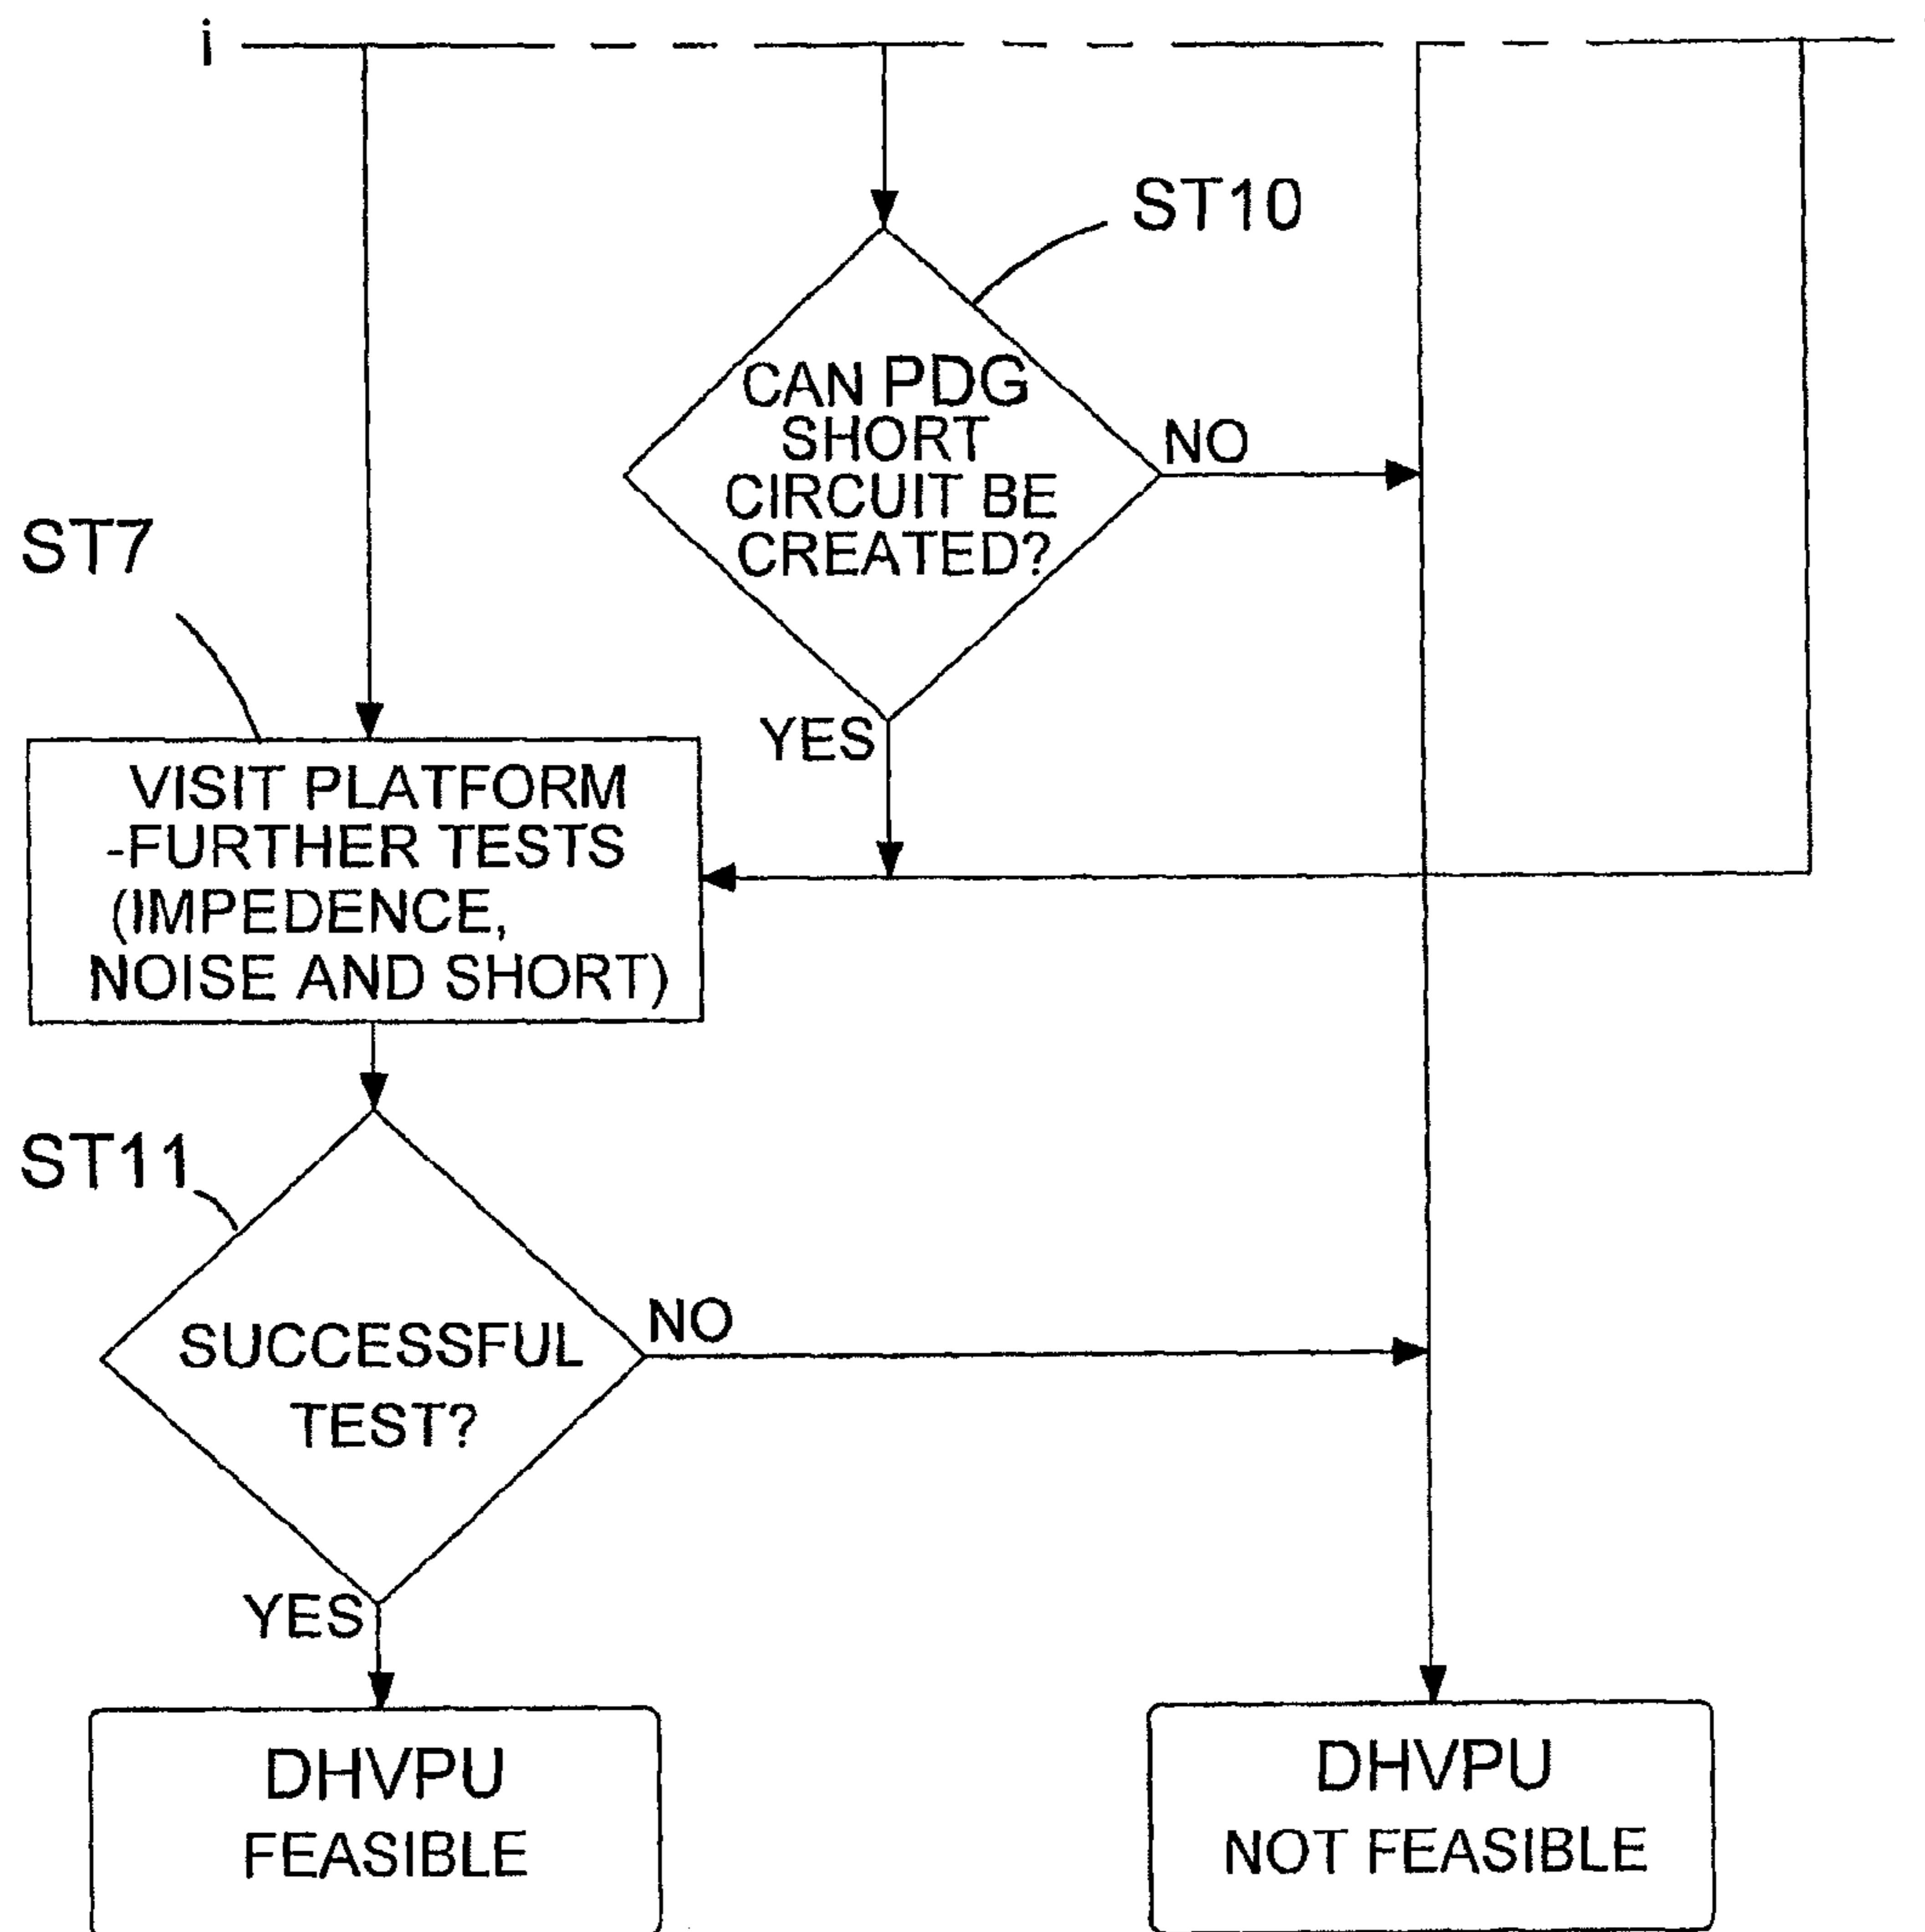 i
ST10
CAN PDG
SHORT
CIRCUIT BE
CREATED?
NO
YES
ST7
VISIT PLATFORM
-FURTHER TESTS
(IMPEDENCE,
NOISE AND SHORT)
ST11
SUCCESSFUL
TEST?
NO
YES
DHVPU
FEASIBLE
DHVPU
NOT FEASIBLE